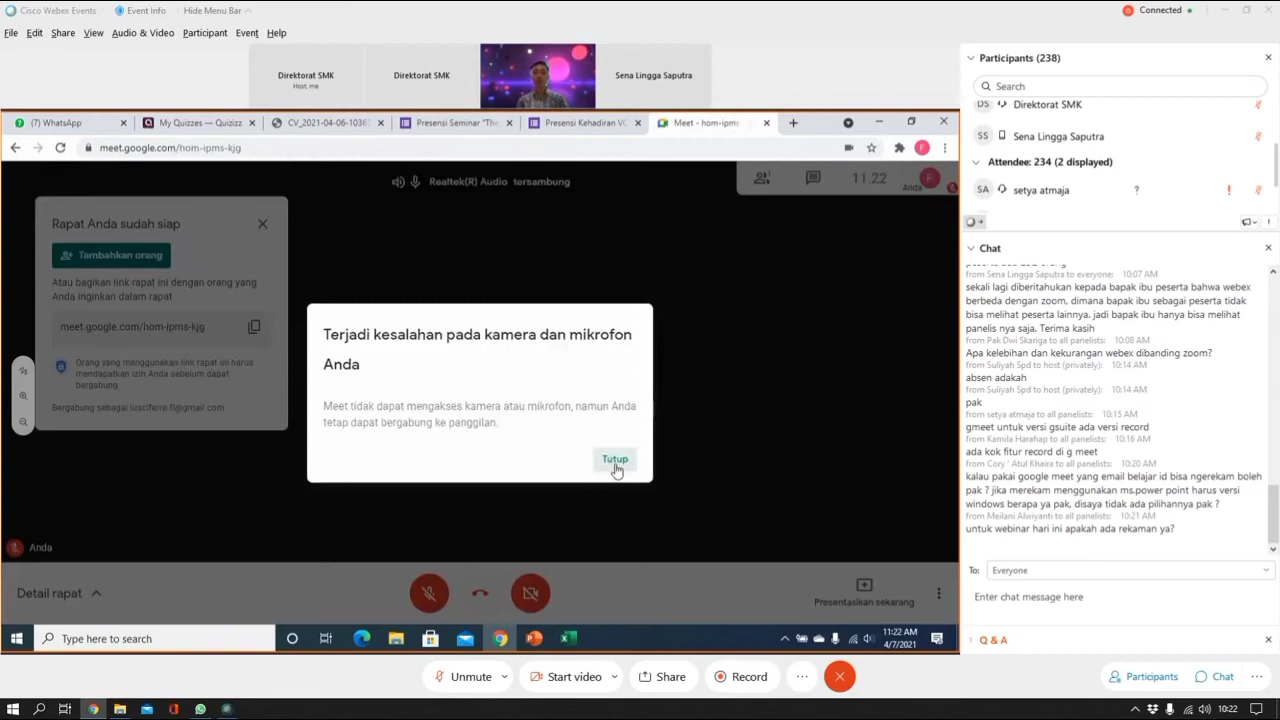 Cisco Webex Events
Event Info
Hide Menu Bar
Connected
File Edit Share View Audio & Video Participant Event Help
Direktorat SMK
Host, me
Direktorat SMK
Sena Lingga Saputra
(7) WhatsApp
My Quizzes — Quizizz
CV_2021-04-06-1036
Presensi Seminar "The
Presensi Kehadiran VC
Meet - hom-ipms
meet.google.com/hom-ipms-kjg
Realtek(R) Audio tersambung
11.22
Anda
Rapat Anda sudah siap
Tambahkan orang
Atau bagikan link rapat ini dengan orang yang
Anda inginkan dalam rapat
meet.google.com/hom-ipms-kjg
Orang yang menggunakan link rapat ini harus
mendapatkan izin Anda sebelum dapat
bergabung.
Bergabung sebagai lusciferra.fl@gmail.com
Terjadi kesalahan pada kamera dan mikrofon
Anda
Meet tidak dapat mengakses kamera atau mikrofon, namun Anda
tetap dapat bergabung ke panggilan.
Tutup
Anda
Detail rapat
Presentasikan sekarang
Type here to search
11:22 AM
4/7/2021
Participants (238)
Search
DS Direktorat SMK
SS Sena Lingga Saputra
Attendee: 234 (2 displayed)
SA setya atmaja ? !
Chat
from Sena Lingga Saputra to everyone: 10:07 AM
sekali lagi diberitahukan kepada bapak ibu peserta bahwa webex
berbeda dengan zoom, dimana bapak ibu sebagai peserta tidak
bisa melihat peserta lainnya. jadi bapak ibu hanya bisa melihat
panelis nya saja. Terima kasih
from Pak Dwi Skariga to all panelists: 10:08 AM
Apa kelebihan dan kekurangan webex dibanding zoom?
from Suliyah Spd to host (privately): 10:14 AM
absen adakah
from Suliyah Spd to host (privately): 10:14 AM
pak
from setya atmaja to all panelists: 10:15 AM
gmeet untuk versi gsuite ada versi record
from Kamila Harahap to all panelists: 10:16 AM
ada kok fitur record di g meet
from Cory ' Atul Khaira to all panelists: 10:20 AM
kalau pakai google meet yang email belajar id bisa ngerekam boleh
pak ? jika merekam menggunakan ms.power point harus versi
windows berapa ya pak, disaya tidak ada pilihannya pak ?
from Meilani Alwiyanti to all panelists: 10:21 AM
untuk webinar hari ini apakah ada rekaman ya?
To: Everyone
Enter chat message here
Q & A
Unmute
Start video
Share
Record
Participants
Chat
10:22